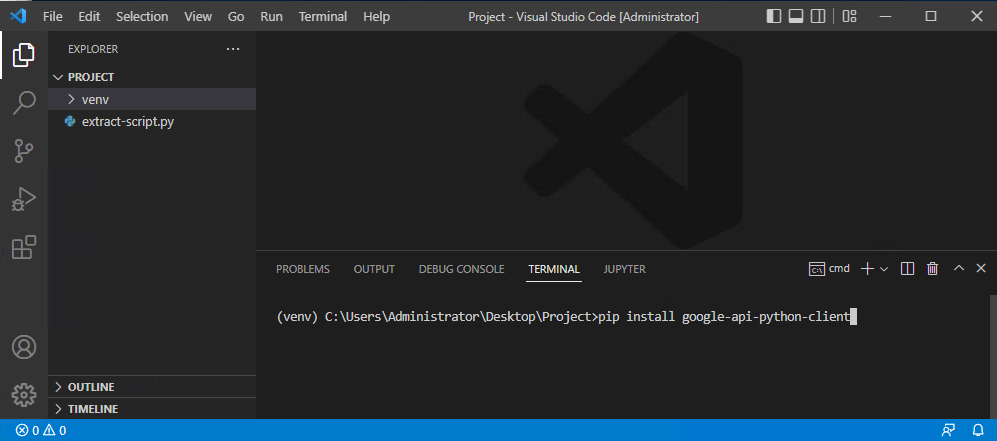 File Edit Selection View Go Run Terminal Help Project - Visual Studio Code [Administrator]
EXPLORER ...
PROJECT
venv
extract-script.py
PROBLEMS OUTPUT DEBUG CONSOLE TERMINAL JUPYTER cmd
(venv) C:\Users\Administrator\Desktop\Project>pip install google-api-python-client
OUTLINE
TIMELINE
0 0